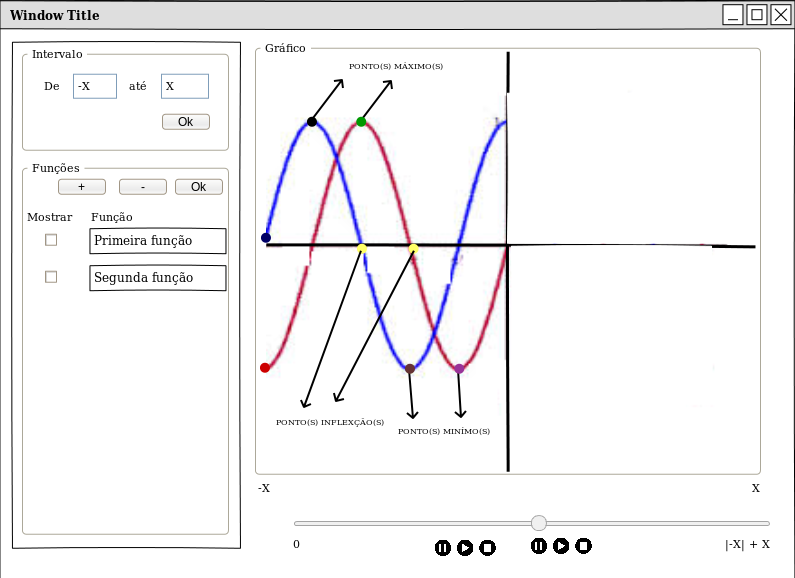 Window Title
Intervalo
De -X até X
Ok
Funções
+ - Ok
Mostrar Função
Primeira função
Segunda função
Gráfico
PONTO(S) MÁXIMO(S)
PONTO(S) INFLEXÇÃO(S)
PONTO(S) MINÍMO(S)
-X X
0 |-X| + X